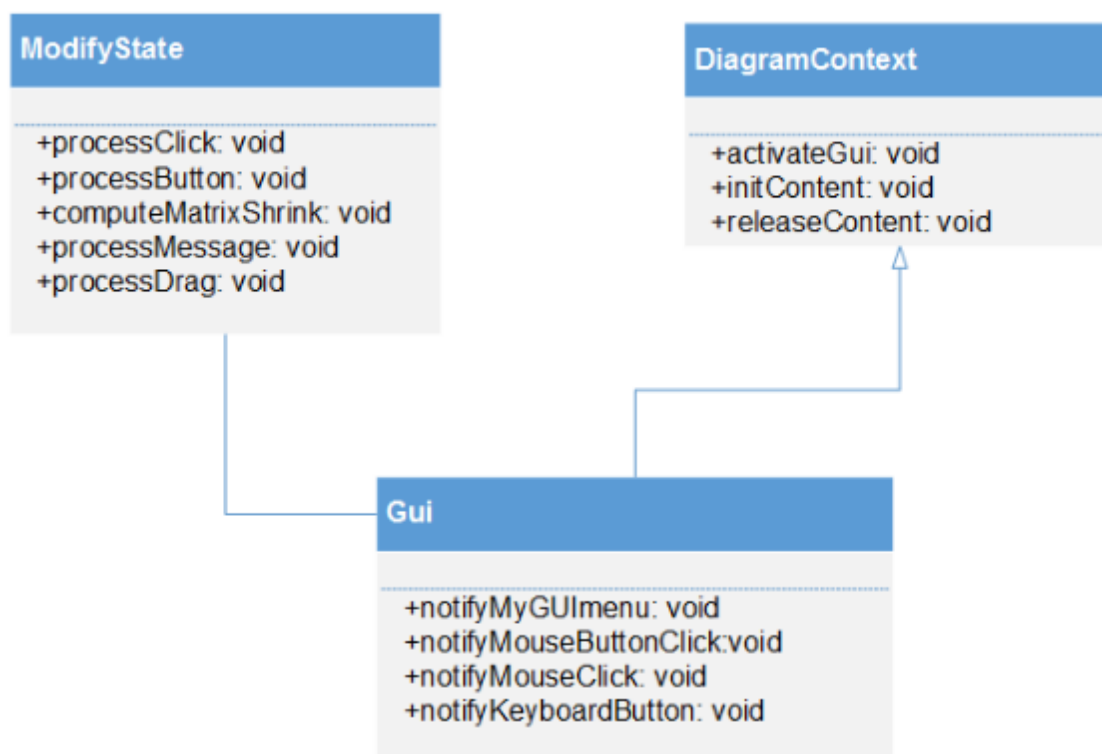 ModifyState
+processClick: void
+processButton: void
+computeMatrixShrink: void
+processMessage: void
+processDrag: void
DiagramContext
+activateGui: void
+initContent: void
+releaseContent: void
Gui
+notifyMyGUImenu: void
+notifyMouseButtonClick:void
+notifyMouseClick: void
+notifyKeyboardButton: void